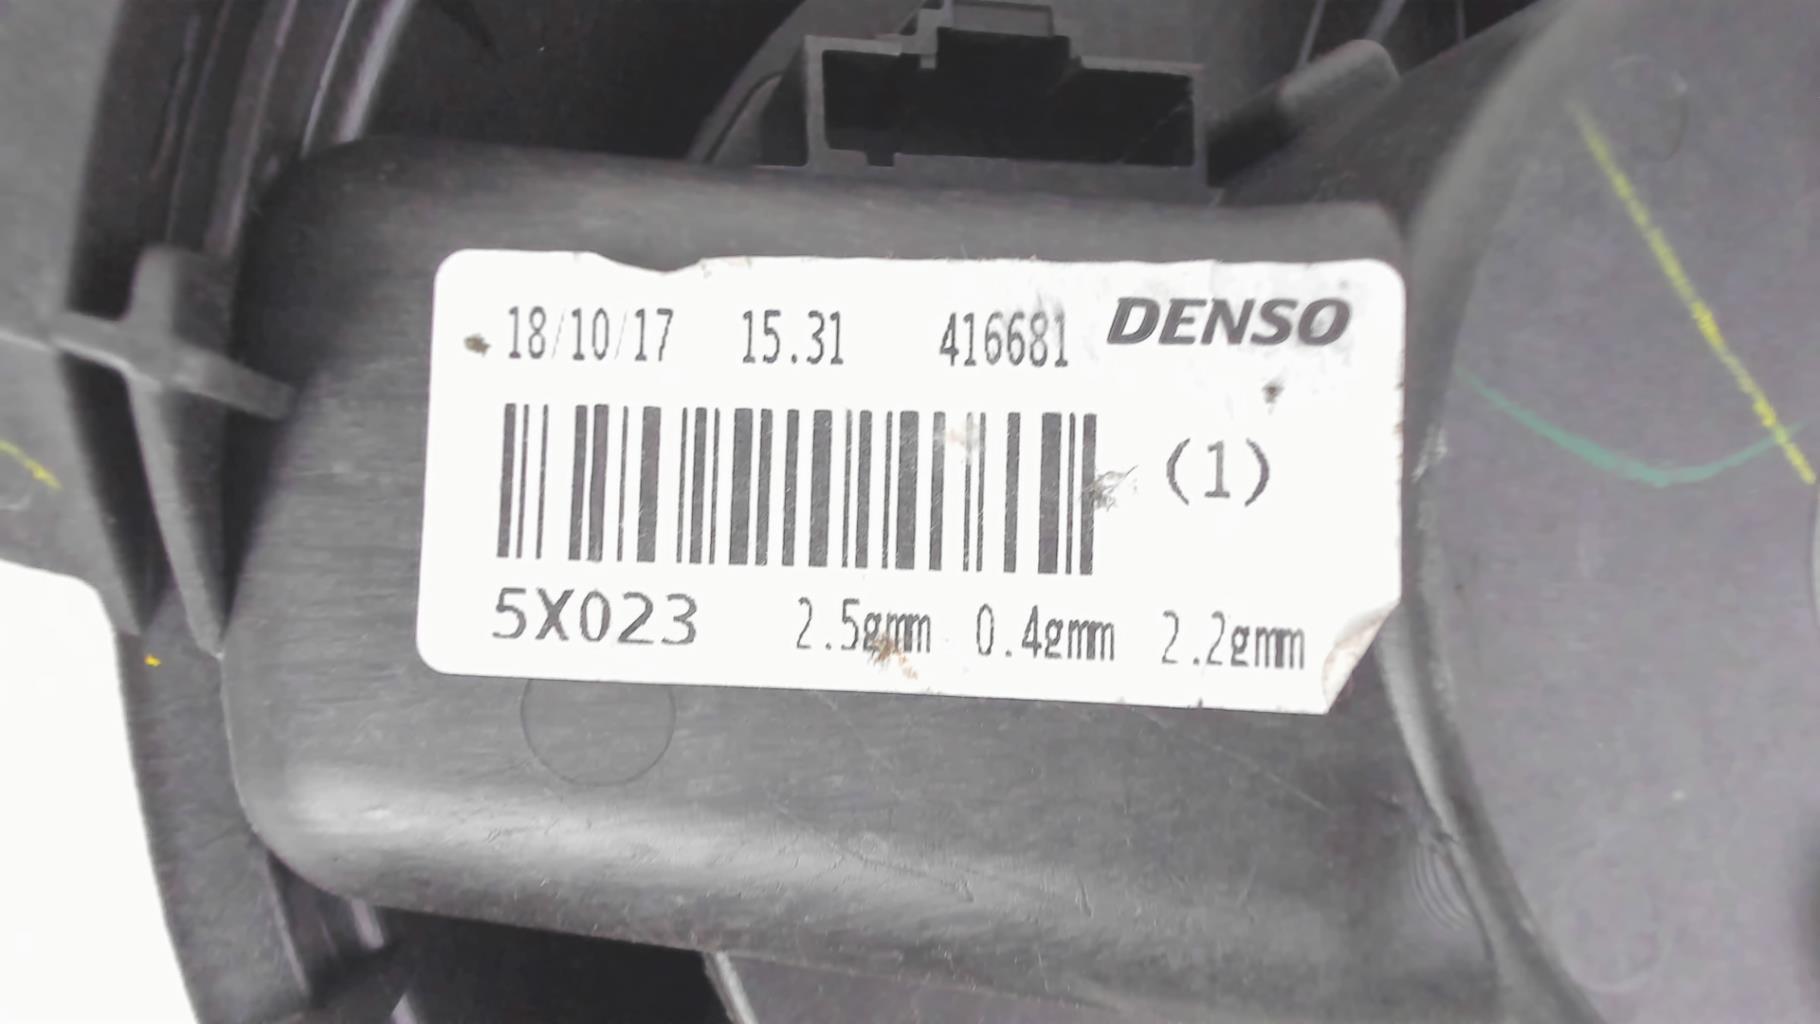 18/10/17 15.31 416681 DENSO
(1)
5X023 2.5gmm 0.4gmm 2.2gmm